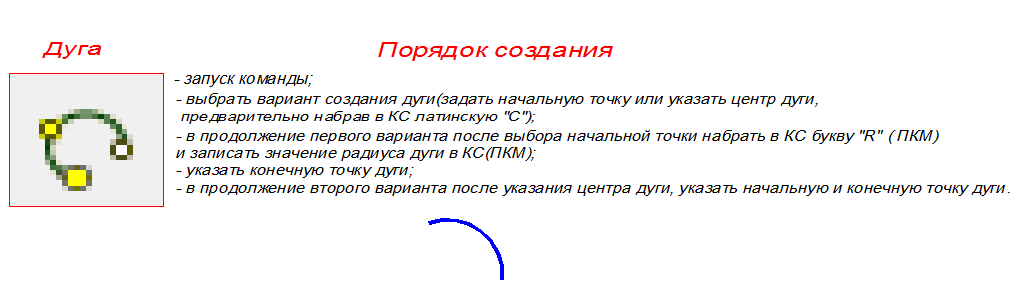 Дуга
Порядок создания
- запуск команды;
- выбрать вариант создания дуги(задать начальную точку или указать центр дуги,
предварительно набрав в КС латинскую "С");
- в продолжение первого варианта после выбора начальной точки набрать в КС букву "R" ( ПКМ)
и записать значение радиуса дуги в КС(ПКМ);
- указать конечную точку дуги;
- в продолжение второго варианта после указания центра дуги, указать начальную и конечную точку дуги.